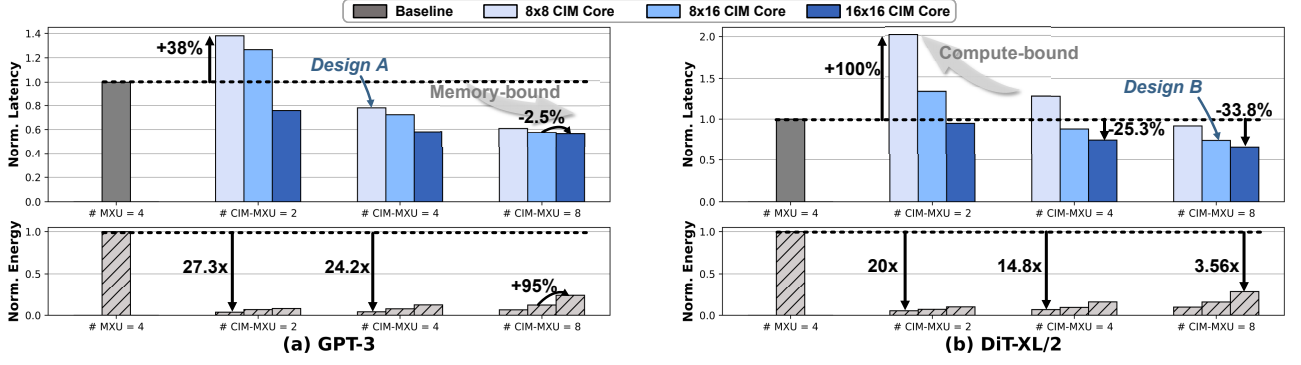 Baseline 8x8 CIM Core 8x16 CIM Core 16x16 CIM Core
Norm. Latency
1.4
1.2
1.0
0.8
0.6
0.4
0.2
0.0
+38%
Design A
Memory-bound
-2.5%
# MXU = 4 # CIM-MXU = 2 # CIM-MXU = 4 # CIM-MXU = 8
Norm. Energy
1.0
0.5
0.0
27.3x
24.2x
+95%
# MXU = 4 # CIM-MXU = 2 # CIM-MXU = 4 # CIM-MXU = 8
(a) GPT-3
Norm. Latency
2.0
1.5
1.0
0.5
0.0
+100%
Compute-bound
Design B
-25.3%
-33.8%
# MXU = 4 # CIM-MXU = 2 # CIM-MXU = 4 # CIM-MXU = 8
Norm. Energy
1.0
0.5
0.0
20x
14.8x
3.56x
# MXU = 4 # CIM-MXU = 2 # CIM-MXU = 4 # CIM-MXU = 8
(b) DiT-XL/2